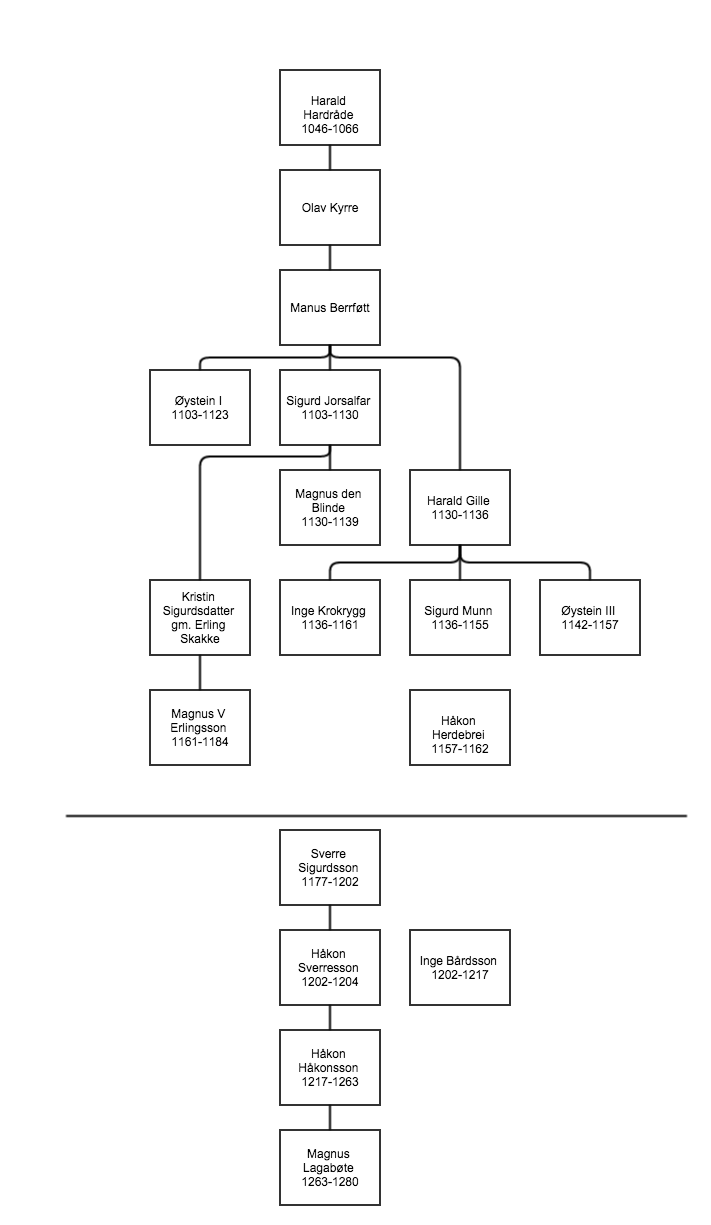 Harald
Hardråde
1046-1066
Olav Kyrre
Manus Berrføtt
Øystein I
1103-1123
Sigurd Jorsalfar
1103-1130
Magnus den
Blinde
1130-1139
Harald Gille
1130-1136
Kristin
Sigurdsdatter
gm. Erling
Skakke
Inge Krokrygg
1136-1161
Sigurd Munn
1136-1155
Øystein III
1142-1157
Magnus V
Erlingsson
1161-1184
Håkon
Herdebrei
1157-1162
Sverre
Sigurdsson
1177-1202
Håkon
Sverresson
1202-1204
Inge Bårdsson
1202-1217
Håkon
Håkonsson
1217-1263
Magnus
Lagabøte
1263-1280